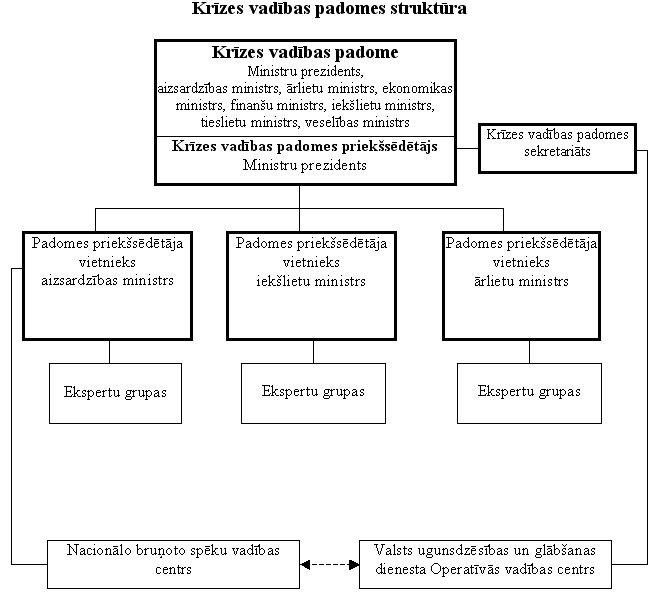 Krīzes vadības padomes struktūra
Krīzes vadības padome
Ministru prezidents,
aizsardzības ministrs, ārlietu ministrs, ekonomikas
ministrs, finanšu ministrs, iekšlietu ministrs,
tieslietu ministrs, veselības ministrs
Krīzes vadības padomes priekšsēdētājs
Ministru prezidents
Krīzes vadības padomes
sekretariāts
Padomes priekšsēdētāja
vietnieks
aizsardzības ministrs
Padomes priekšsēdētāja
vietnieks
iekšlietu ministrs
Padomes priekšsēdētāja
vietnieks
ārlietu ministrs
Ekspertu grupas
Ekspertu grupas
Ekspertu grupas
Nacionālo bruņoto spēku vadības
centrs
Valsts ugunsdzēsības un glābšanas
dienesta Operatīvās vadības centrs